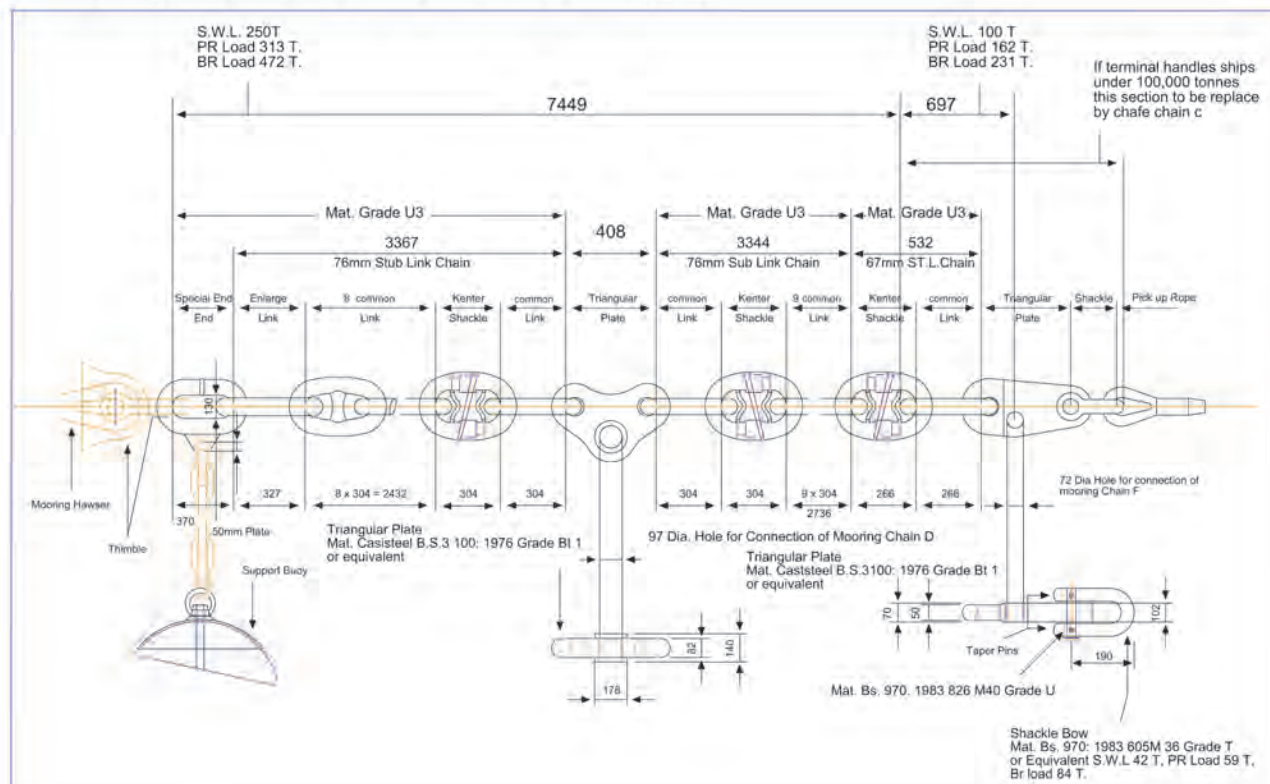 S.W.L. 250T
PR Load 313 T.
BR Load 472 T.
S.W.L. 100 T
PR Load 162 T.
BR Load 231 T.
If terminal handles ships
under 100,000 tonnes
this section to be replace
by chafe chain c
7449
697
Mat. Grade U3
Mat. Grade U3
Mat. Grade U3
3367
76mm Stub Link Chain
408
3344
76mm Sub Link Chain
532
67mm ST.L.Chain
Special End
End
Enlarge
Link
8 common
Link
Kenter
Shackle
common
Link
Triangular
Plate
common
Link
Kenter
Shackle
9 common
Link
Kenter
Shackle
common
Link
Triangular
Plate
Shackle
Pick up Rope
130
Mooring Hawser
Thimble
370
327
50mm Plate
8 x 304 = 2432
304
304
304
304
9 x 304
2736
266
266
72 Dia Hole for connection of
mooring Chain F
Triangular Plate
Mat. Casisteel B.S.3 100: 1976 Grade Bt 1
or equivalent
97 Dia. Hole for Connection of Mooring Chain D
Triangular Plate
Mat. Caststeel B.S.3100: 1976 Grade Bt 1
or equivalent
Support Buoy
82
140
178
70
50
102
Tapor Pins
190
Mat. Bs. 970. 1983 826 M40 Grade U
Shackle Bow
Mat. Bs. 970: 1983 605M 36 Grade T
or Equivalent S.W.L 42 T, PR Load 59 T,
Br load 84 T.